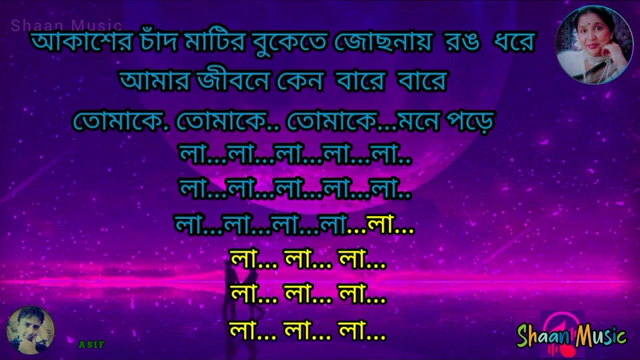 Shaan Music
আকাশের চাঁদ মাটির বুকেতে জোছনায় রঙ ধরে
আমার জীবনে কেন বারে বারে
তোমাকে. তোমাকে.. তোমাকে...মনে পড়ে
লা...লা...লা...লা...লা..
লা...লা...লা...লা...লা..
লা...লা...লা...লা...লা...
লা... লা... লা...
লা... লা... লা...
লা... লা... লা...
ASIF
Shaan Music